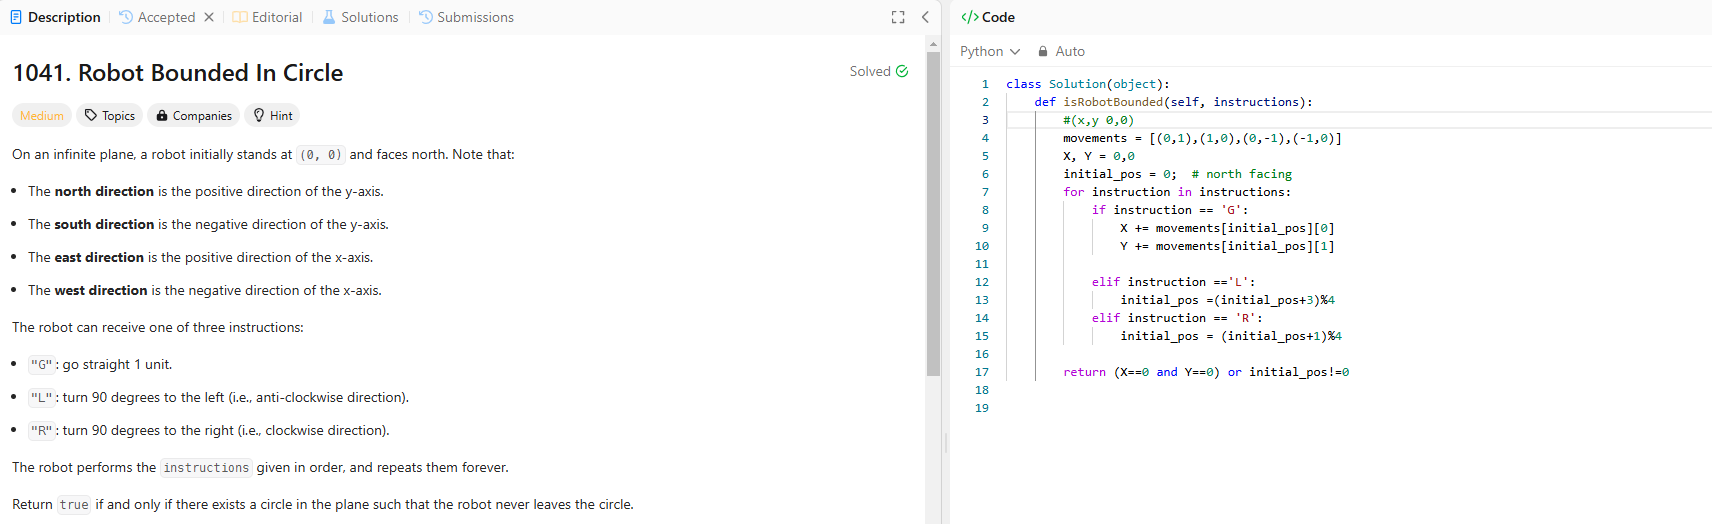 Description
Accepted
Editorial
Solutions
Submissions
1041. Robot Bounded In Circle
Solved
Medium
Topics
Companies
Hint
On an infinite plane, a robot initially stands at (0, 0) and faces north. Note that:
The north direction is the positive direction of the y-axis.
The south direction is the negative direction of the y-axis.
The east direction is the positive direction of the x-axis.
The west direction is the negative direction of the x-axis.
The robot can receive one of three instructions:
"G": go straight 1 unit.
"L": turn 90 degrees to the left (i.e., anti-clockwise direction).
"R": turn 90 degrees to the right (i.e., clockwise direction).
The robot performs the instructions given in order, and repeats them forever.
Return true if and only if there exists a circle in the plane such that the robot never leaves the circle.
</> Code
Python
Auto
1 class Solution(object):
2     def isRobotBounded(self, instructions):
3         #(x,y 0,0)
4         movements = [(0,1),(1,0),(0,-1),(-1,0)]
5         X, Y = 0,0
6         initial_pos = 0;  # north facing
7         for instruction in instructions:
8             if instruction == 'G':
9                 X += movements[initial_pos][0]
10                 Y += movements[initial_pos][1]
11
12             elif instruction =='L':
13                 initial_pos =(initial_pos+3)%4
14             elif instruction == 'R':
15                 initial_pos = (initial_pos+1)%4
16
17         return (X==0 and Y==0) or initial_pos!=0
18
19